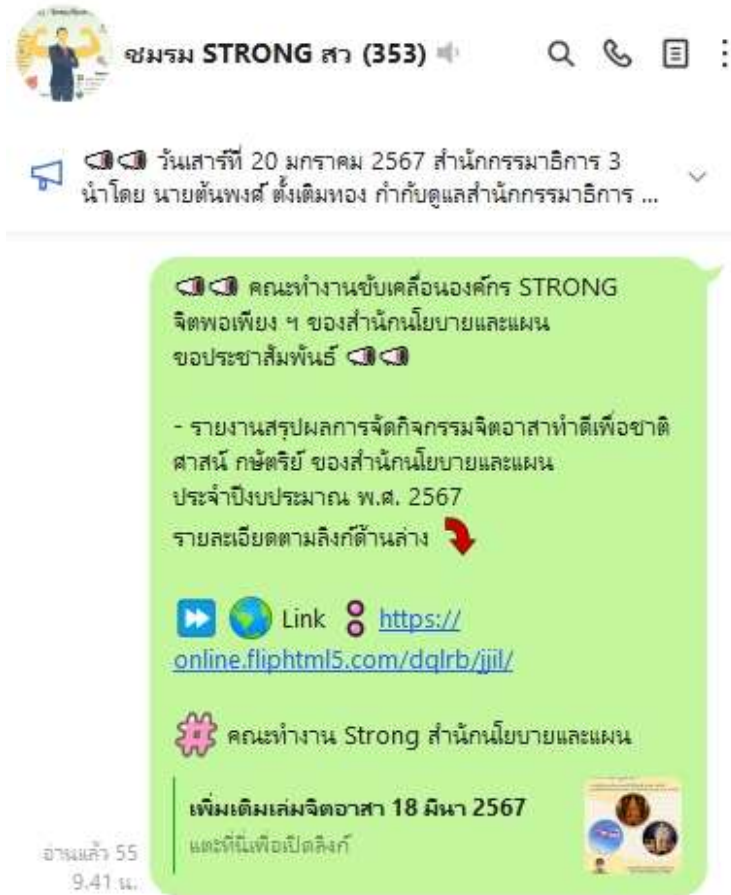 ชมรม STRONG สว (353)
วันเสาร์ที่ 20 มกราคม 2567 สำนักกรรมาธิการ 3
นำโดย นายต้นพงศ์ ตั้งเติมทอง กำกับดูแลสำนักกรรมาธิการ ...
คณะทำงานขับเคลื่อนองค์กร STRONG
จิตพอเพียง ฯ ของสำนักนโยบายและแผน
ขอประชาสัมพันธ์
- รายงานสรุปผลการจัดกิจกรรมจิตอาสาทำดีเพื่อชาติ
ศาสน์ กษัตริย์ ของสำนักนโยบายและแผน
ประจำปีงบประมาณ พ.ศ. 2567
รายละเอียดตามลิงก์ด้านล่าง
Link https://
online.fliphtml5.com/dqlrb/jjil/
# คณะทำงาน Strong สำนักนโยบายและแผน
เพิ่มเติมเล่มจิตอาสา 18 มีนา 2567
แตะที่นี่เพื่อเปิดลิงก์
อ่านแล้ว 55
9.41 น.